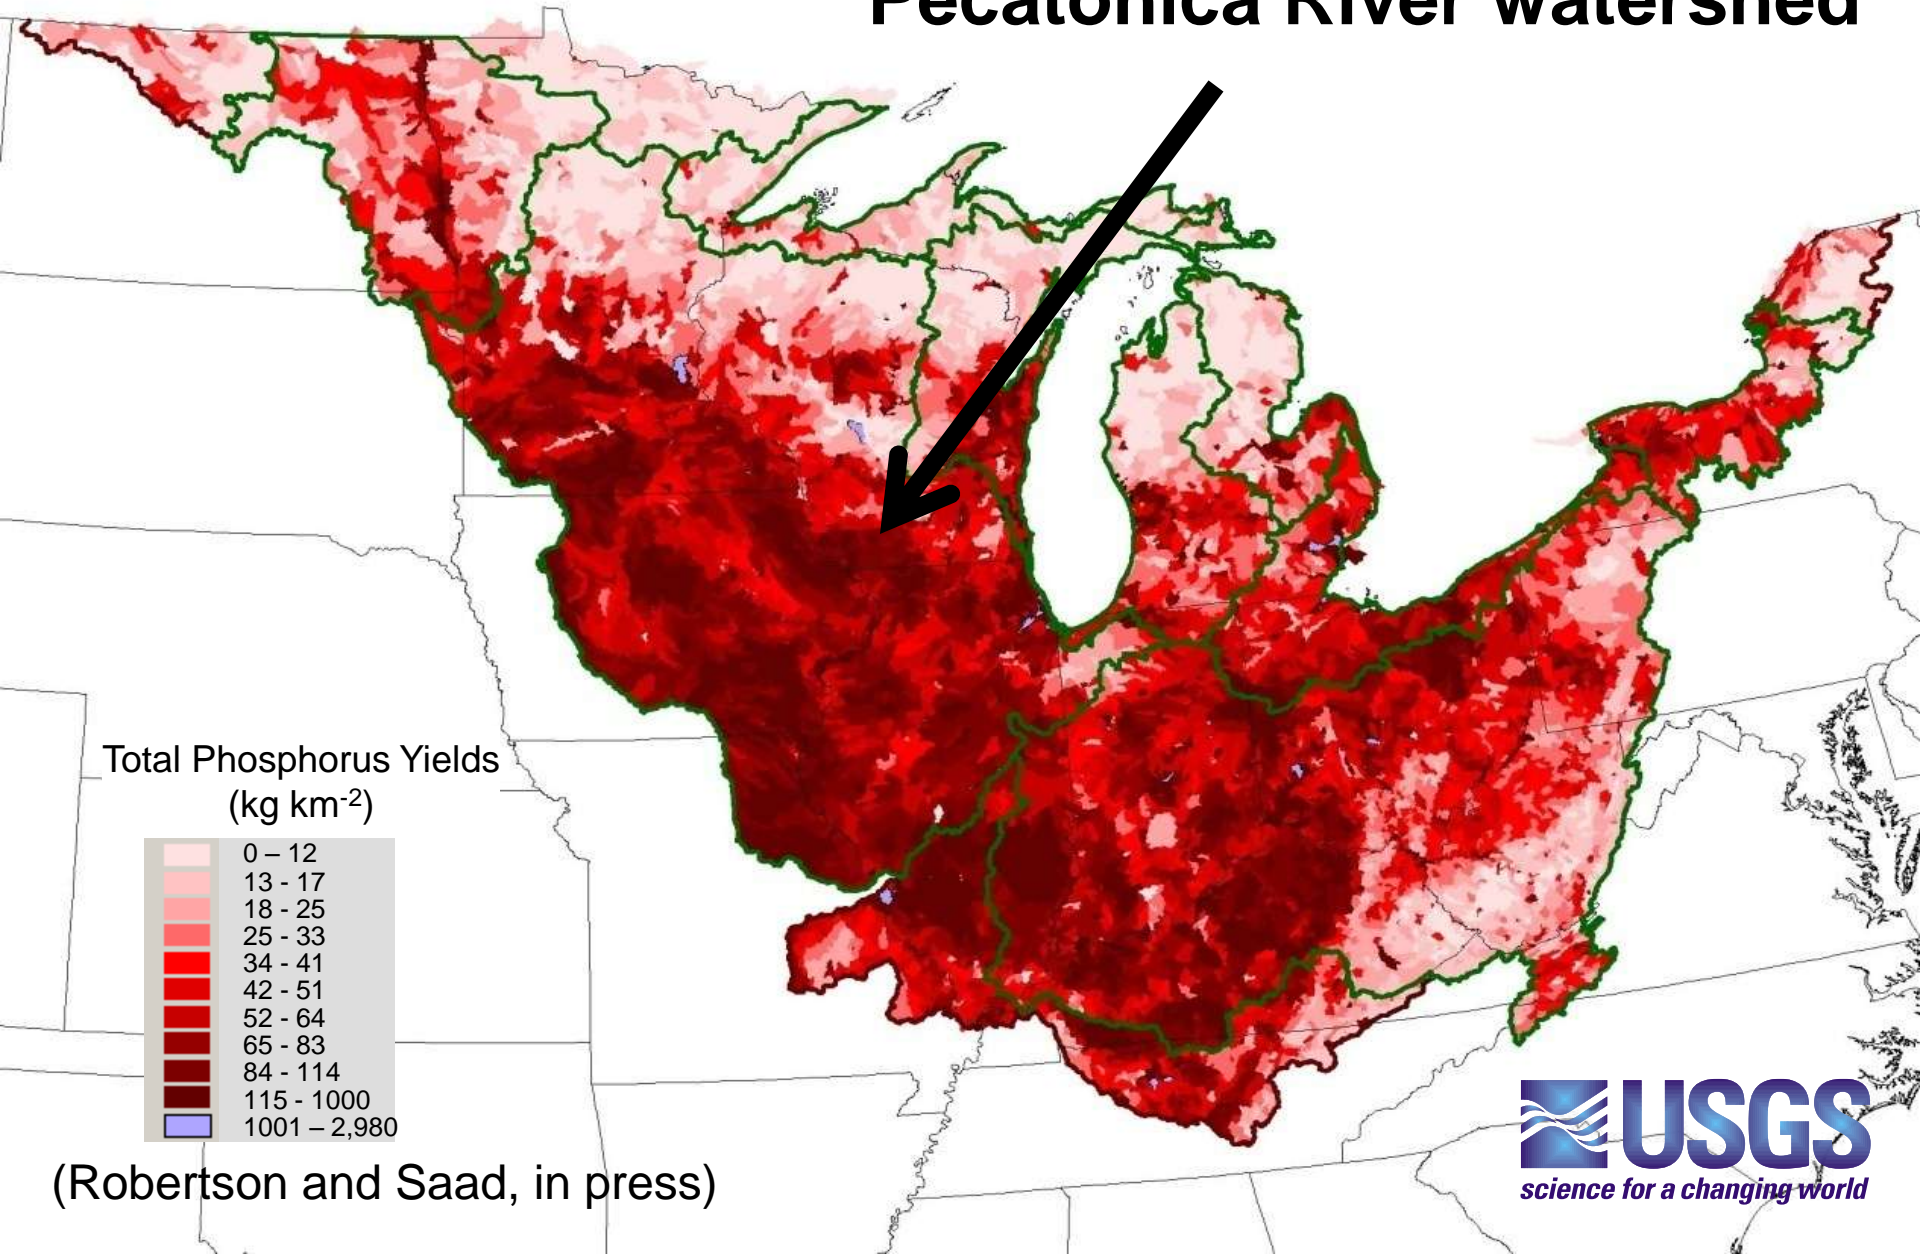 Pecatonica River watershed
Total Phosphorus Yields
(kg km-2)
0 – 12
13 - 17
18 - 25
25 - 33
34 - 41
42 - 51
52 - 64
65 - 83
84 - 114
115 - 1000
1001 – 2,980
(Robertson and Saad, in press)
USGS
science for a changing world